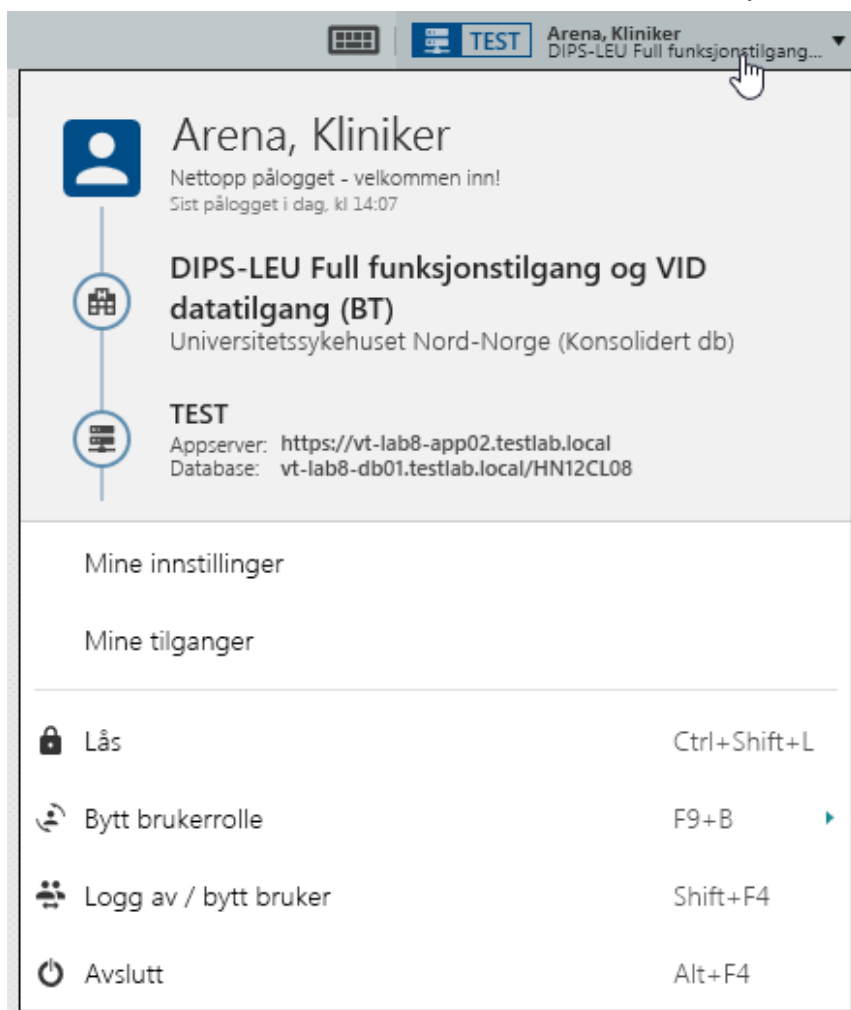 TEST
Arena, Kliniker
DIPS-LEU Full funksjonstilgang...
Arena, Kliniker
Nettopp pålogget - velkommen inn!
Sist pålogget i dag, kl 14:07
DIPS-LEU Full funksjonstilgang og VID
datatilgang (BT)
Universitetssykehuset Nord-Norge (Konsolidert db)
TEST
Appserver: https://vt-lab8-app02.testlab.local
Database: vt-lab8-db01.testlab.local/HN12CL08
Mine innstillinger
Mine tilganger
Lås Ctrl+Shift+L
Bytt brukerrolle F9+B
Logg av / bytt bruker Shift+F4
Avslutt Alt+F4